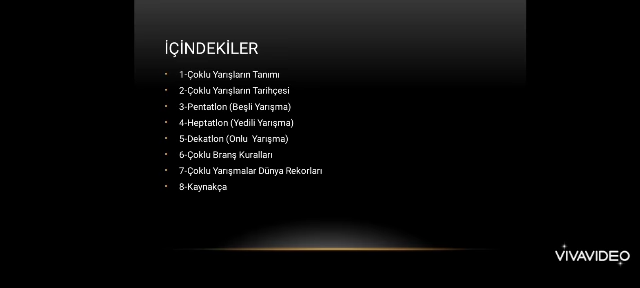 İÇİNDEKİLER
1-Çoklu Yarışların Tanımı
2-Çoklu Yarışların Tarihçesi
3-Pentatlon (Beşli Yarışma)
4-Heptatlon (Yedili Yarışma)
5-Dekatlon (Onlu Yarışma)
6-Çoklu Branş Kuralları
7-Çoklu Yarışmalar Dünya Rekorları
8-Kaynakça
VIVAVIDEO